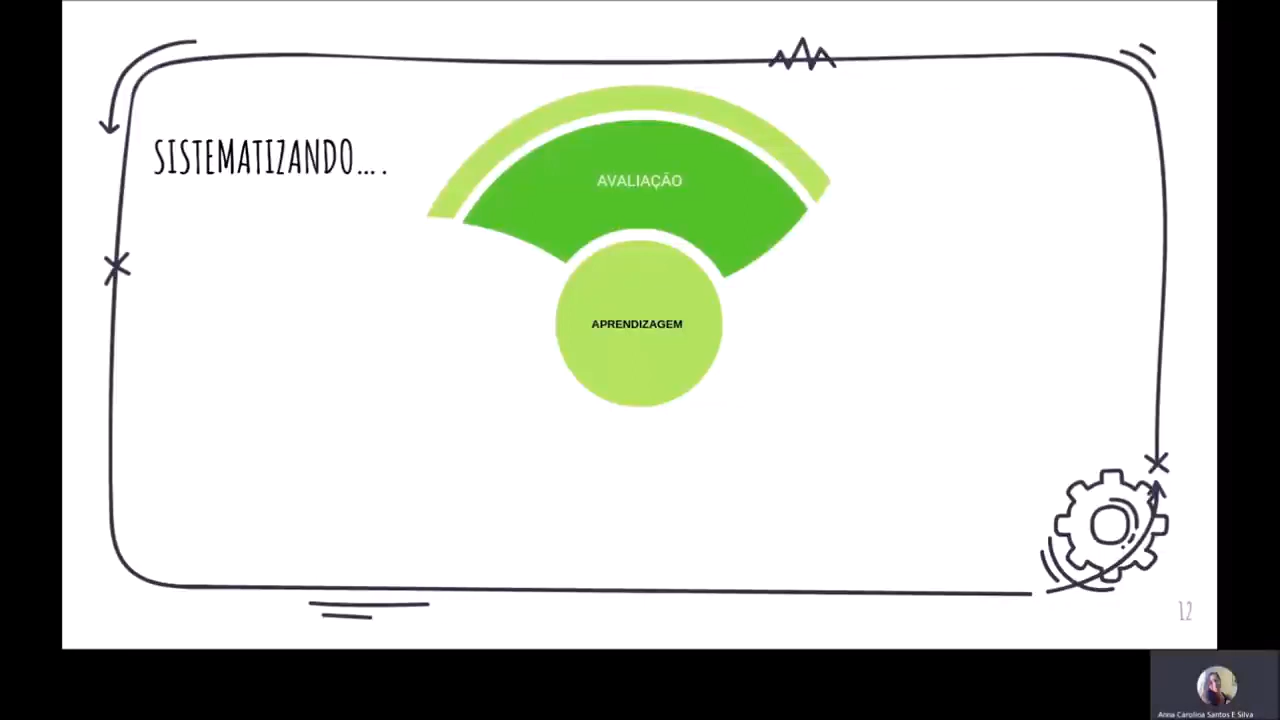 SISTEMATIZANDO....
AVALIAÇÃO
APRENDIZAGEM
12
Anna Carolina Santos E Silva